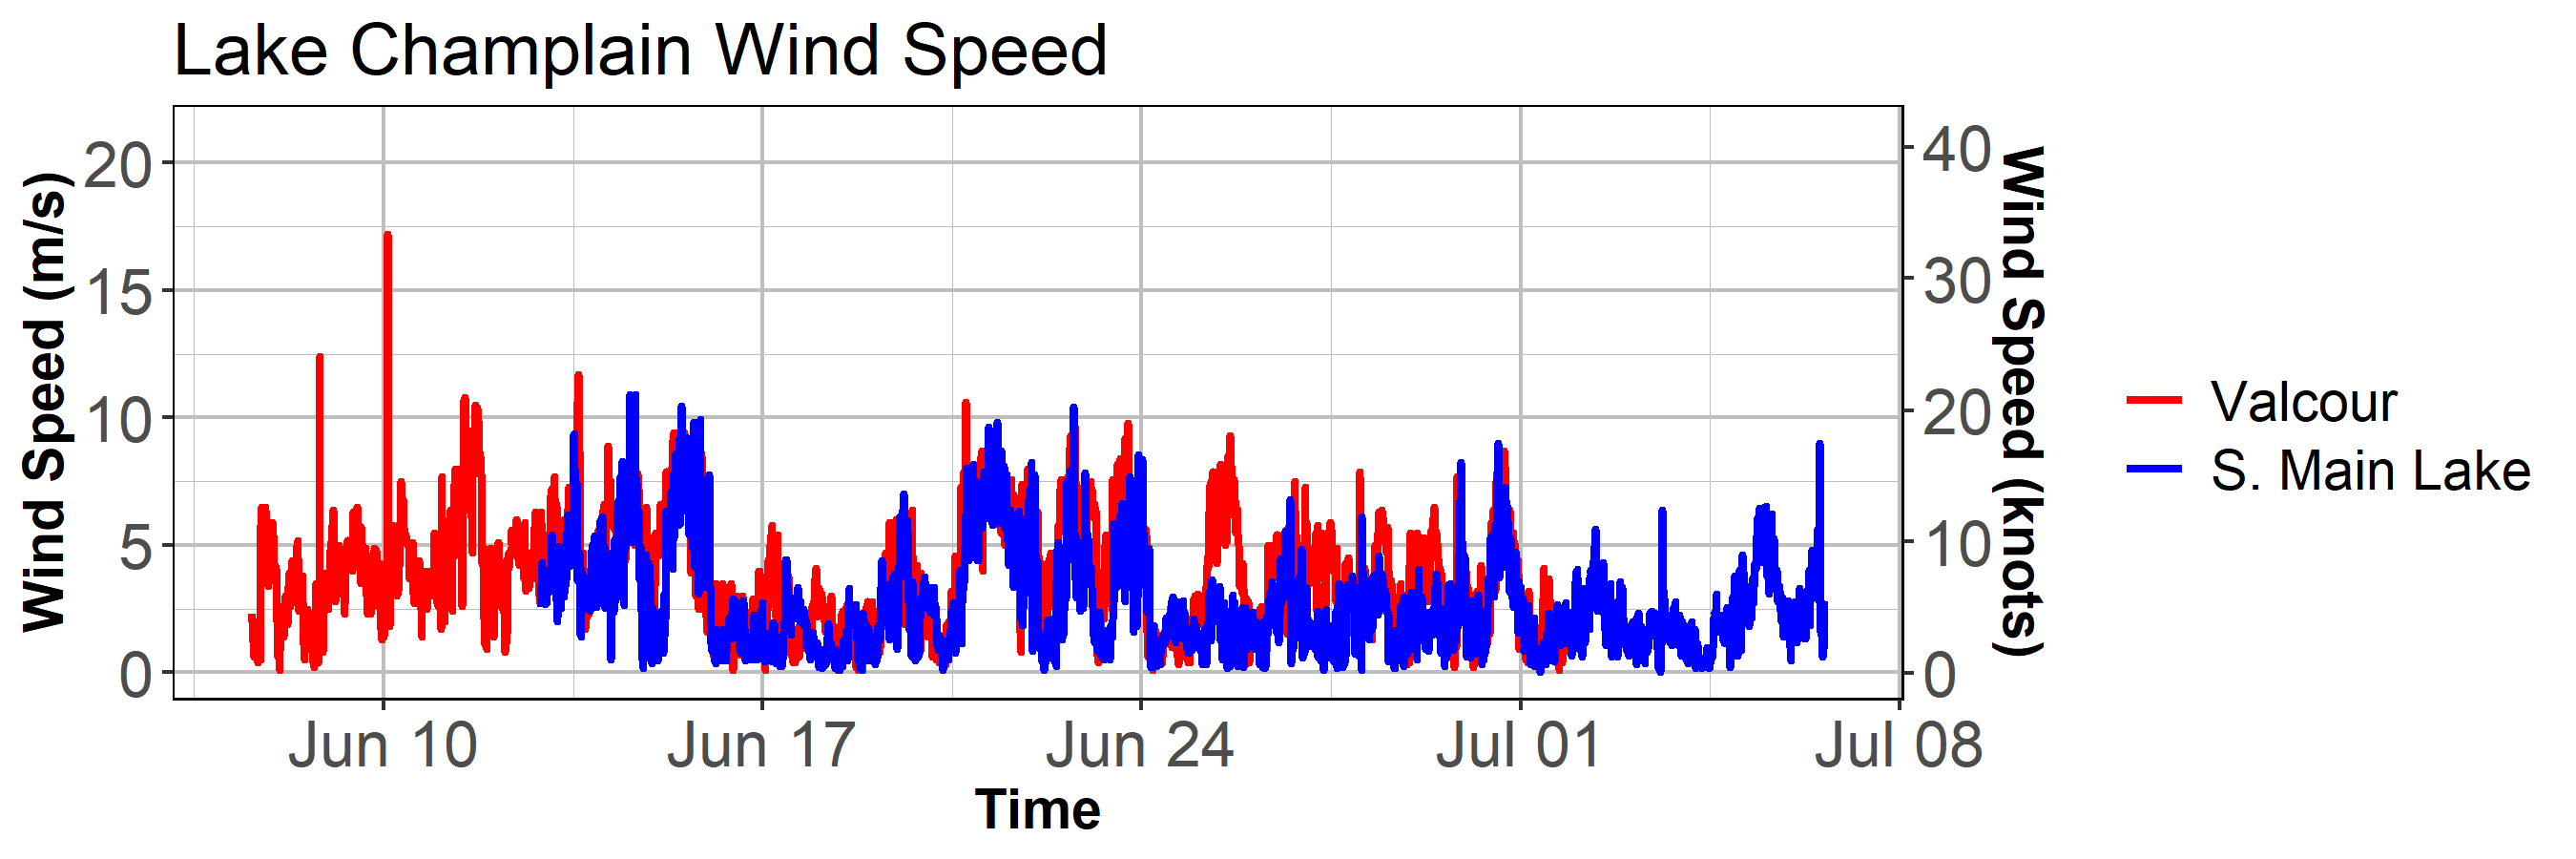 Lake Champlain Wind Speed
Wind Speed (m/s)
20
15
10
5
0
40
30
20
10
0
Wind Speed (knots)
Jun 10
Jun 17
Jun 24
Jul 01
Jul 08
Time
Valcour
S. Main Lake